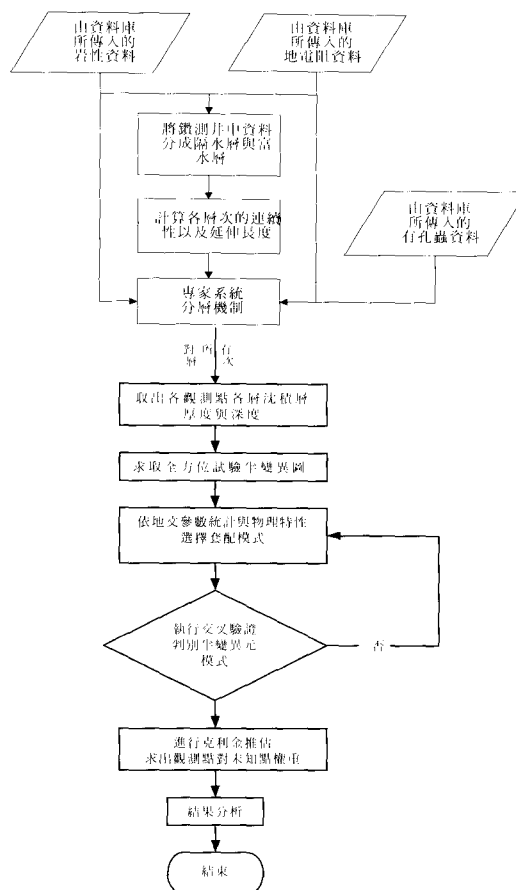 由資料庫
所傳入的
岩性資料
由資料庫
所傳入的
地電阻資料
將鑽測井中資料
分成隔水層與富
水層
計算各層次的連續
性以及延伸長度
由資料庫
所傳入的
有孔蟲資料
專家系統
分層機制
對所有
層次
取出各觀測點各層沈積層
厚度與深度
求取全方位試驗半變異圖
依地文參數統計與物理特性
選擇套配模式
執行交叉驗證
判別半變異元
模式
否
進行克利金推估
求出觀測點對未知點權重
結果分析
結束